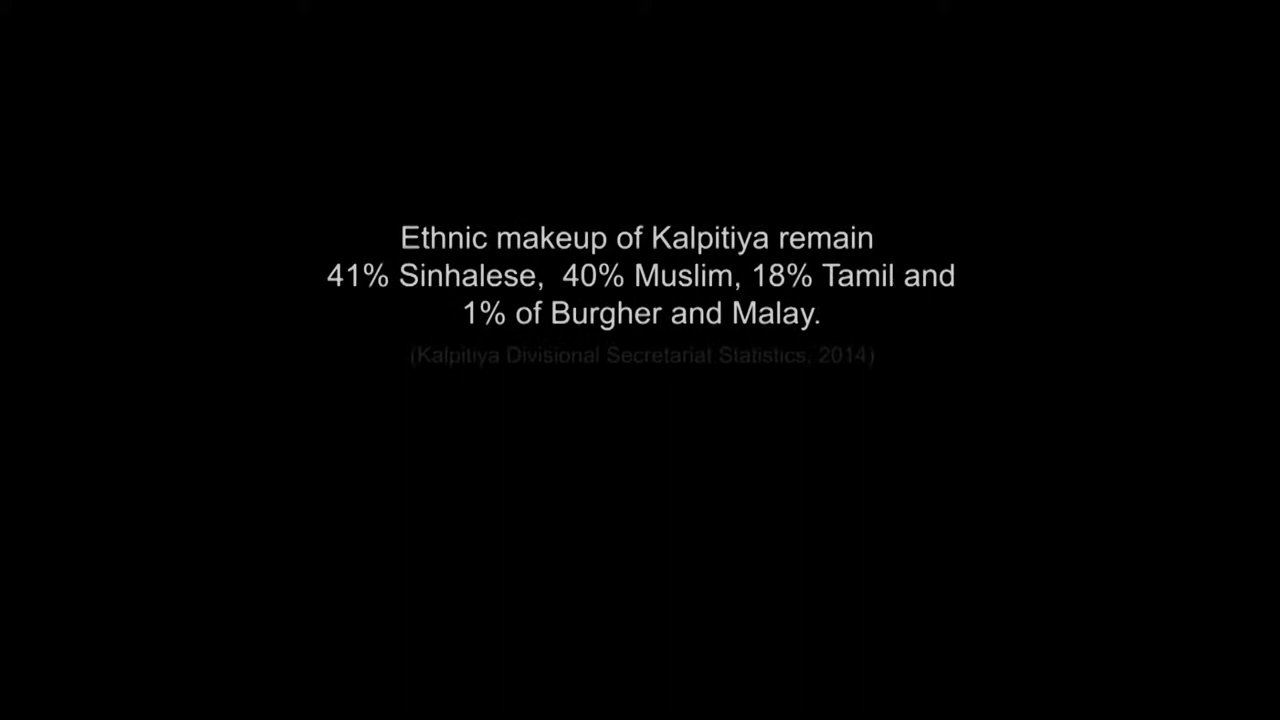 Ethnic makeup of Kalpitiya remain
41% Sinhalese,  40% Muslim, 18% Tamil and
1% of Burgher and Malay.
(Kalpitiya Divisional Secretariat Statistics, 2014)